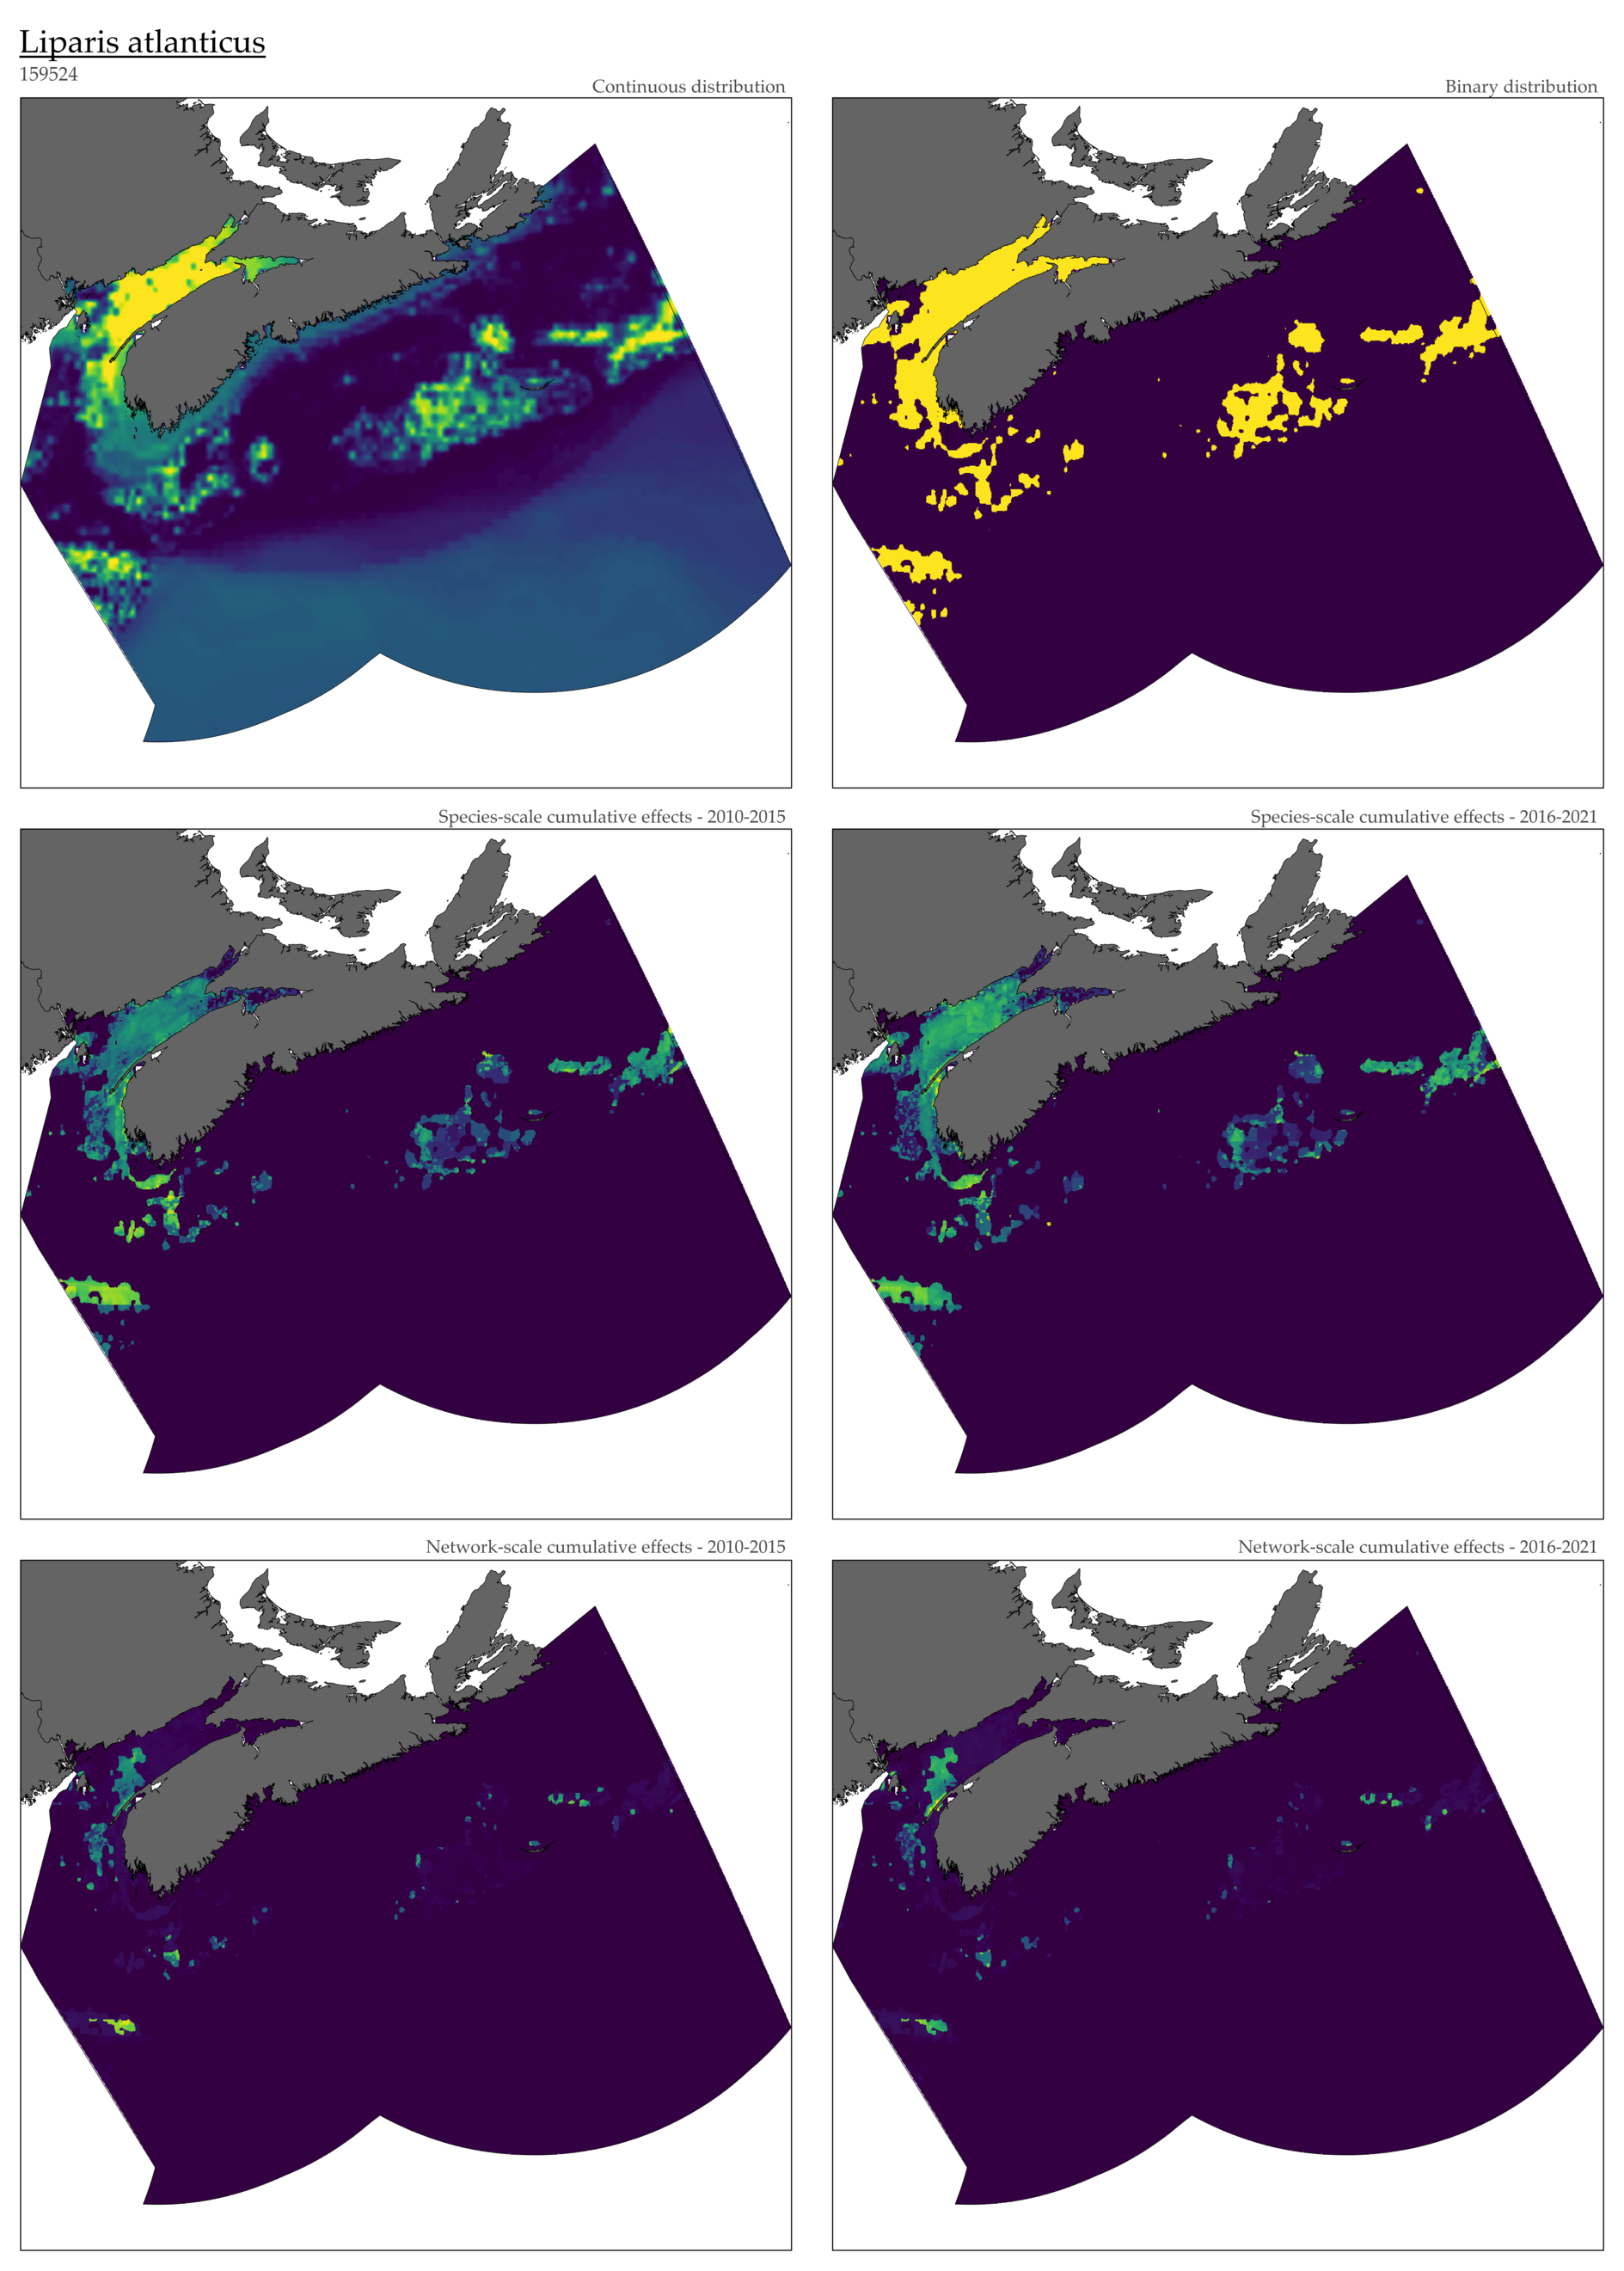 Liparis atlanticus
159524
Continuous distribution
Binary distribution
Species-scale cumulative effects - 2010-2015
Species-scale cumulative effects - 2016-2021
Network-scale cumulative effects - 2010-2015
Network-scale cumulative effects - 2016-2021